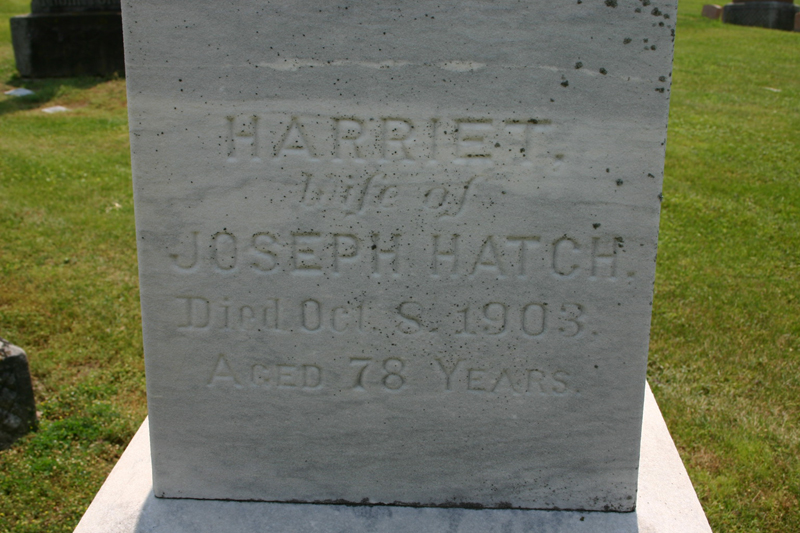 HARRIET.
Wife of
JOSEPH HATCH.
Died Oct. 8, 1903.
AGED 78 YEARS.